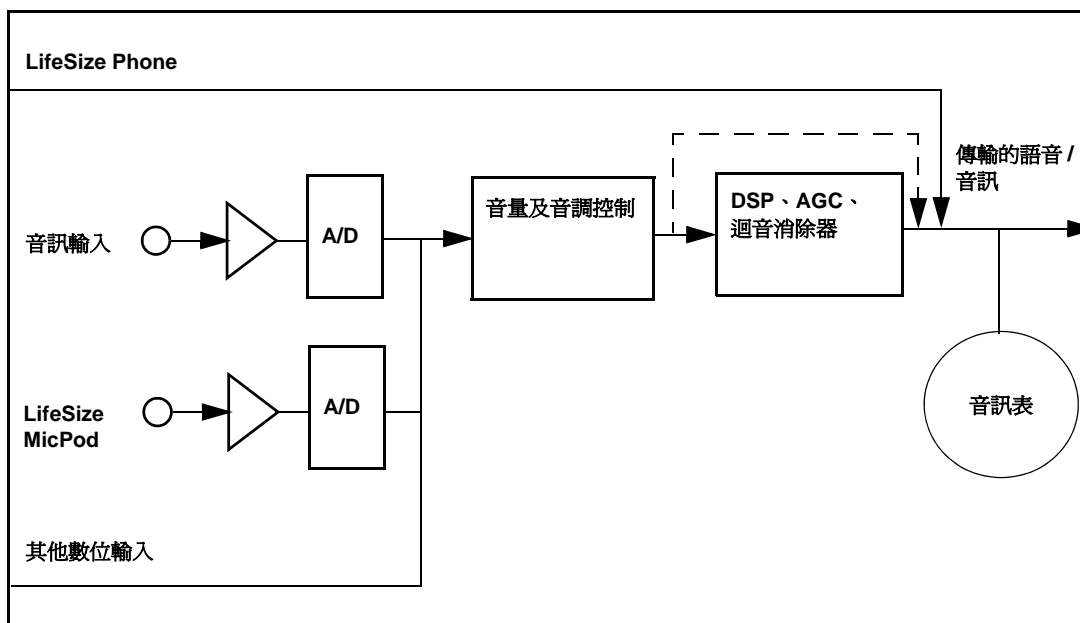 LifeSize Phone
傳輸的語音 /
音訊
音訊輸入
A/D
音量及音調控制
DSP、AGC、
迴音消除器
LifeSize
MicPod
A/D
音訊表
其他數位輸入